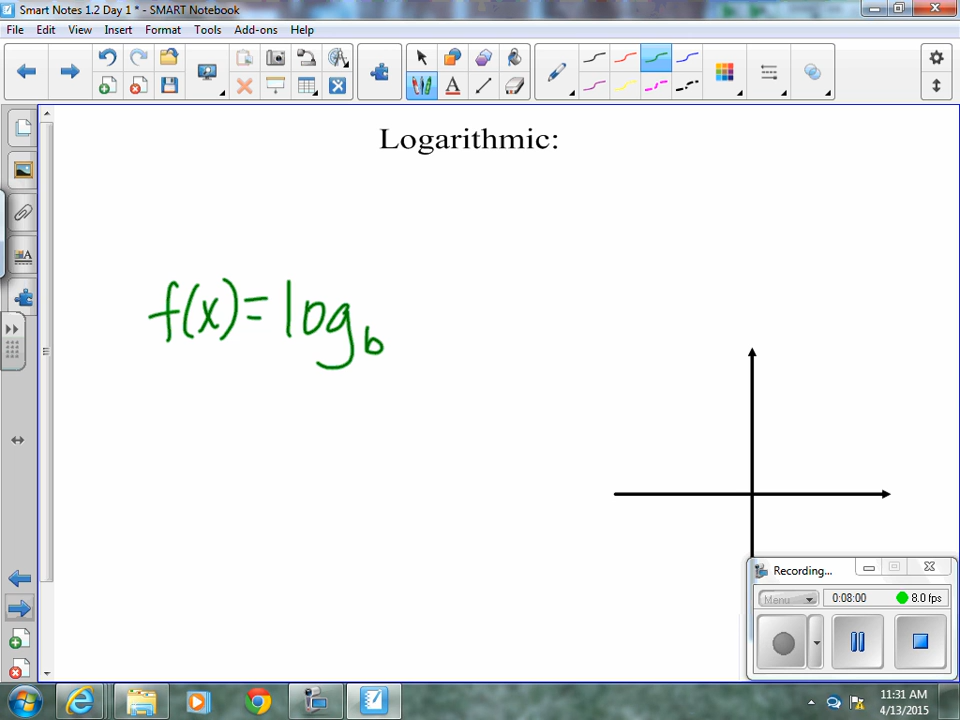 Smart Notes 1.2 Day 1 * - SMART Notebook
File Edit View Insert Format Tools Add-ons Help
Logarithmic:
f(x)=log_b
Recording...
Menu 0:08:00 8.0 fps
11:31 AM
4/13/2015